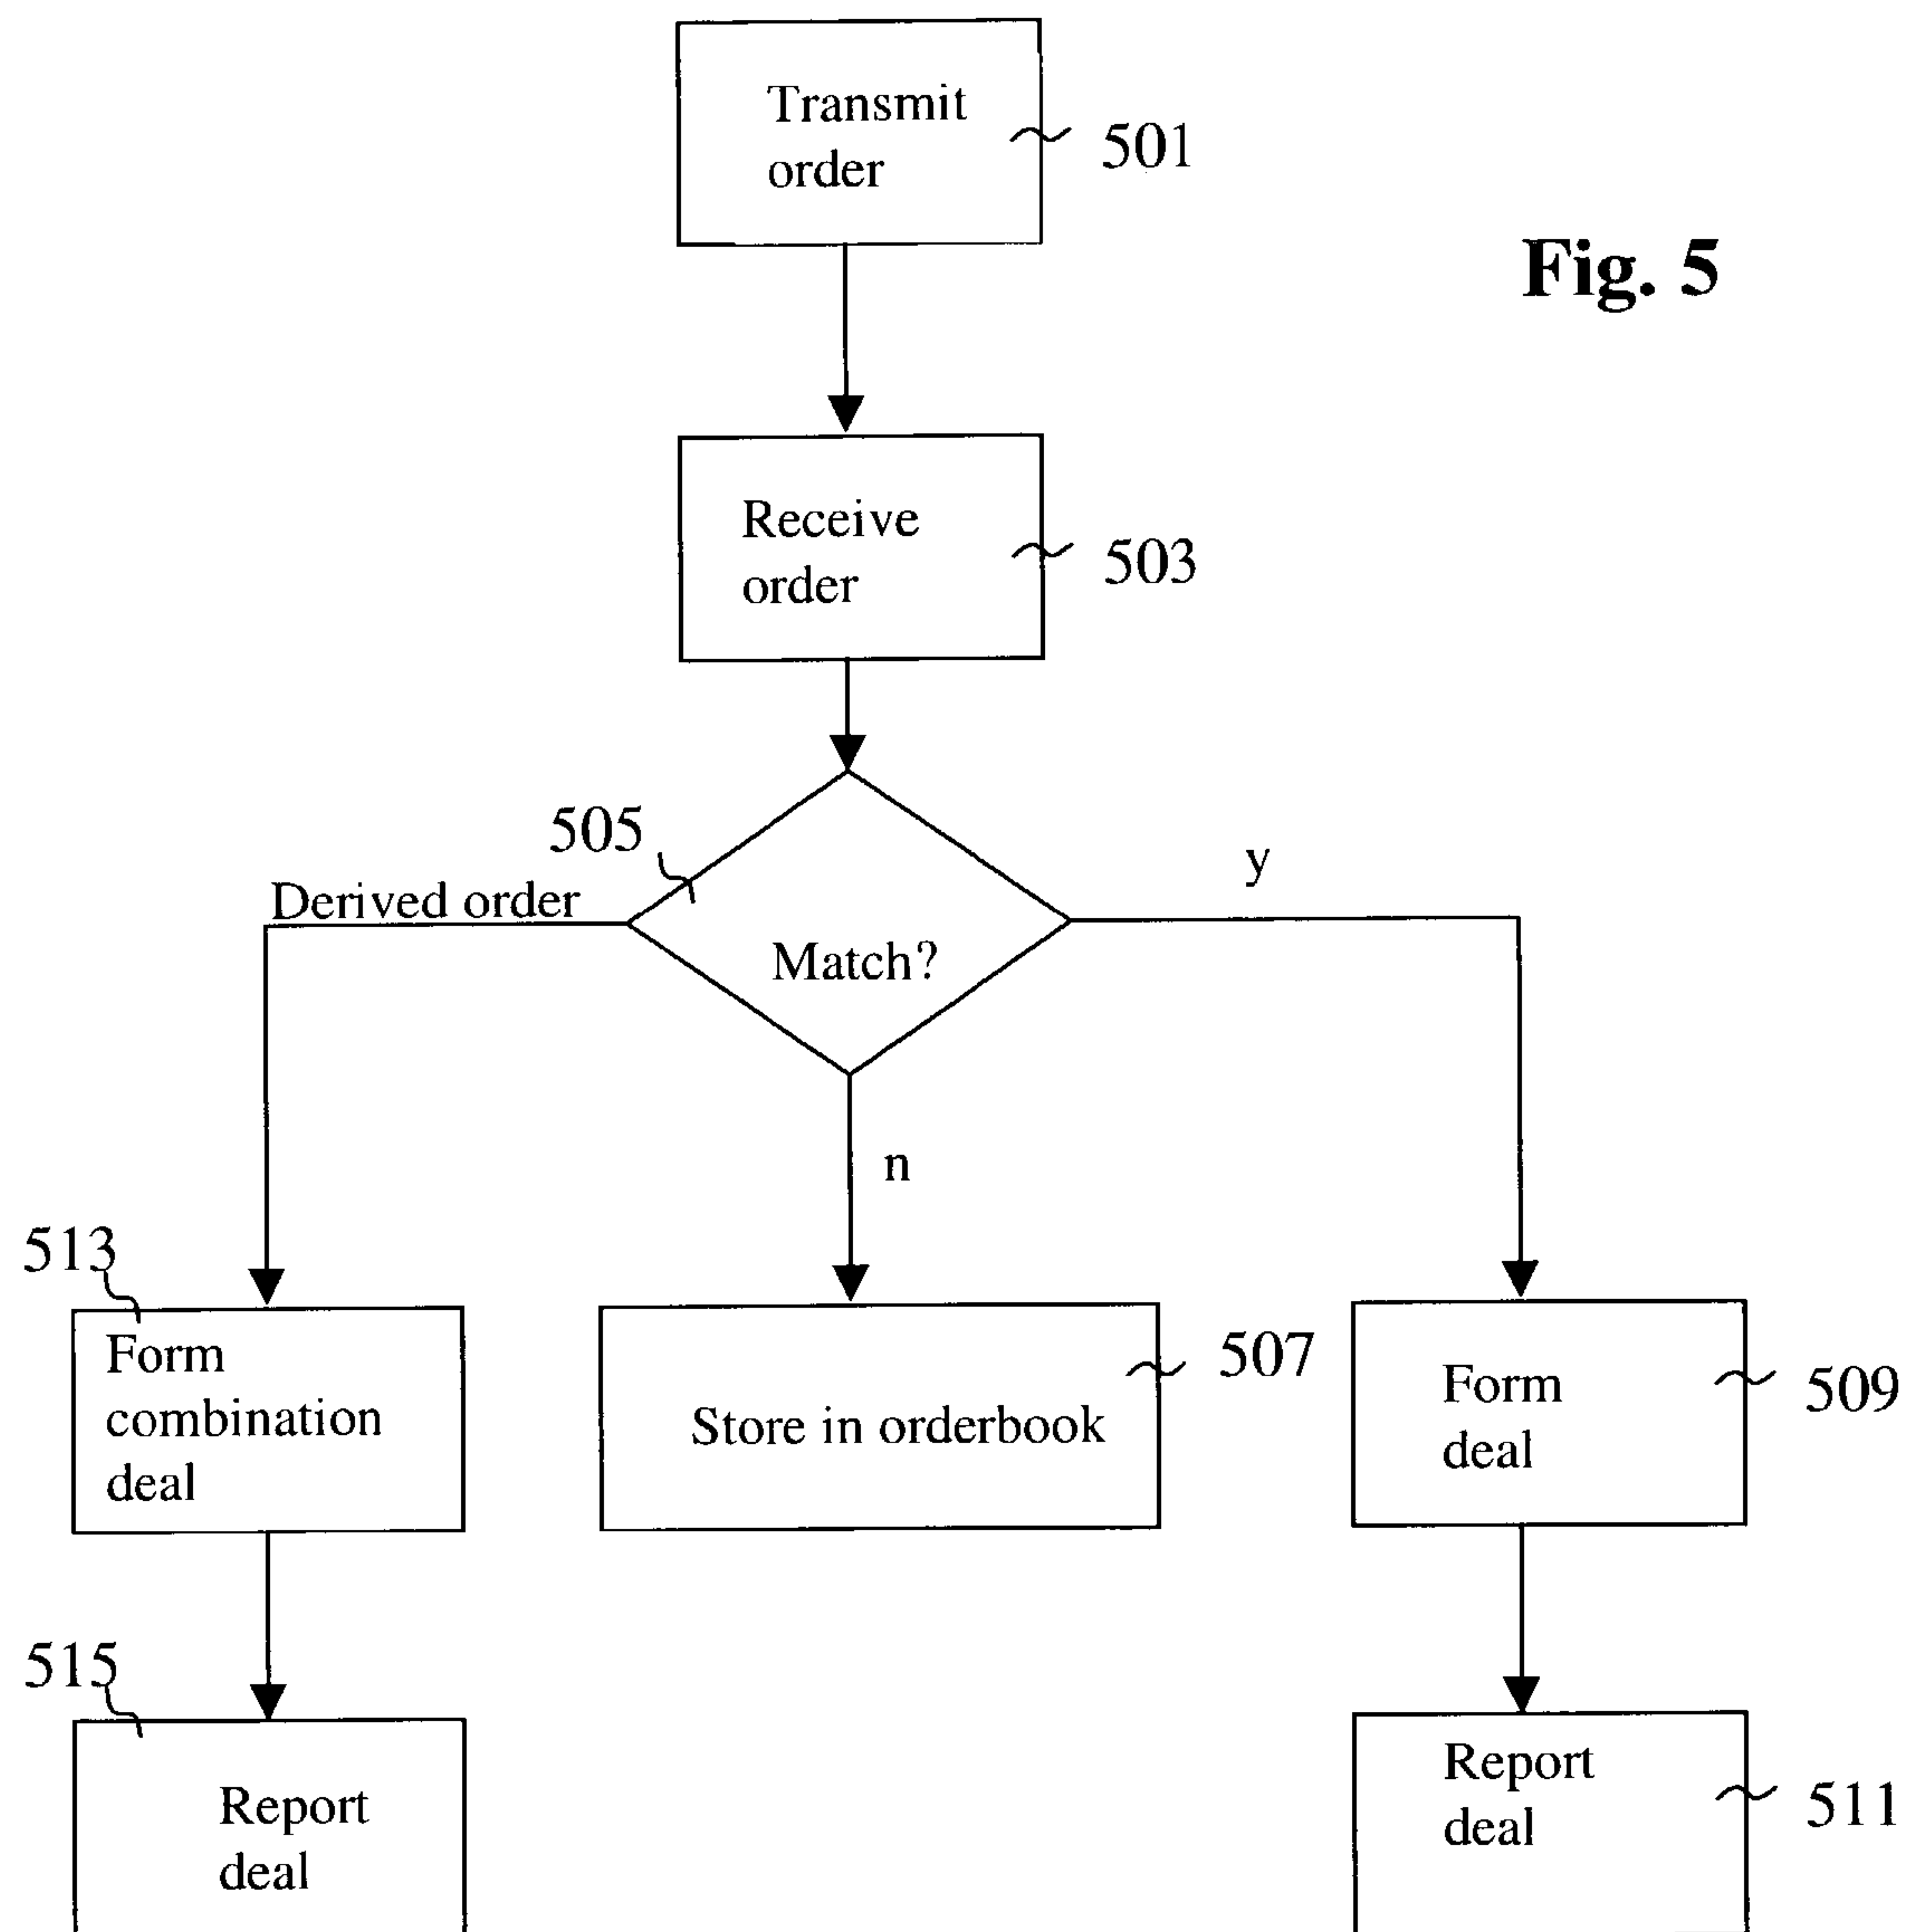 Transmit
order
501
Fig. 5
Receive
order
503
505
Derived order
y
Match?
n
513
Form
combination
deal
Store in orderbook
507
Form
deal
509
515
Report
deal
Report
deal
511